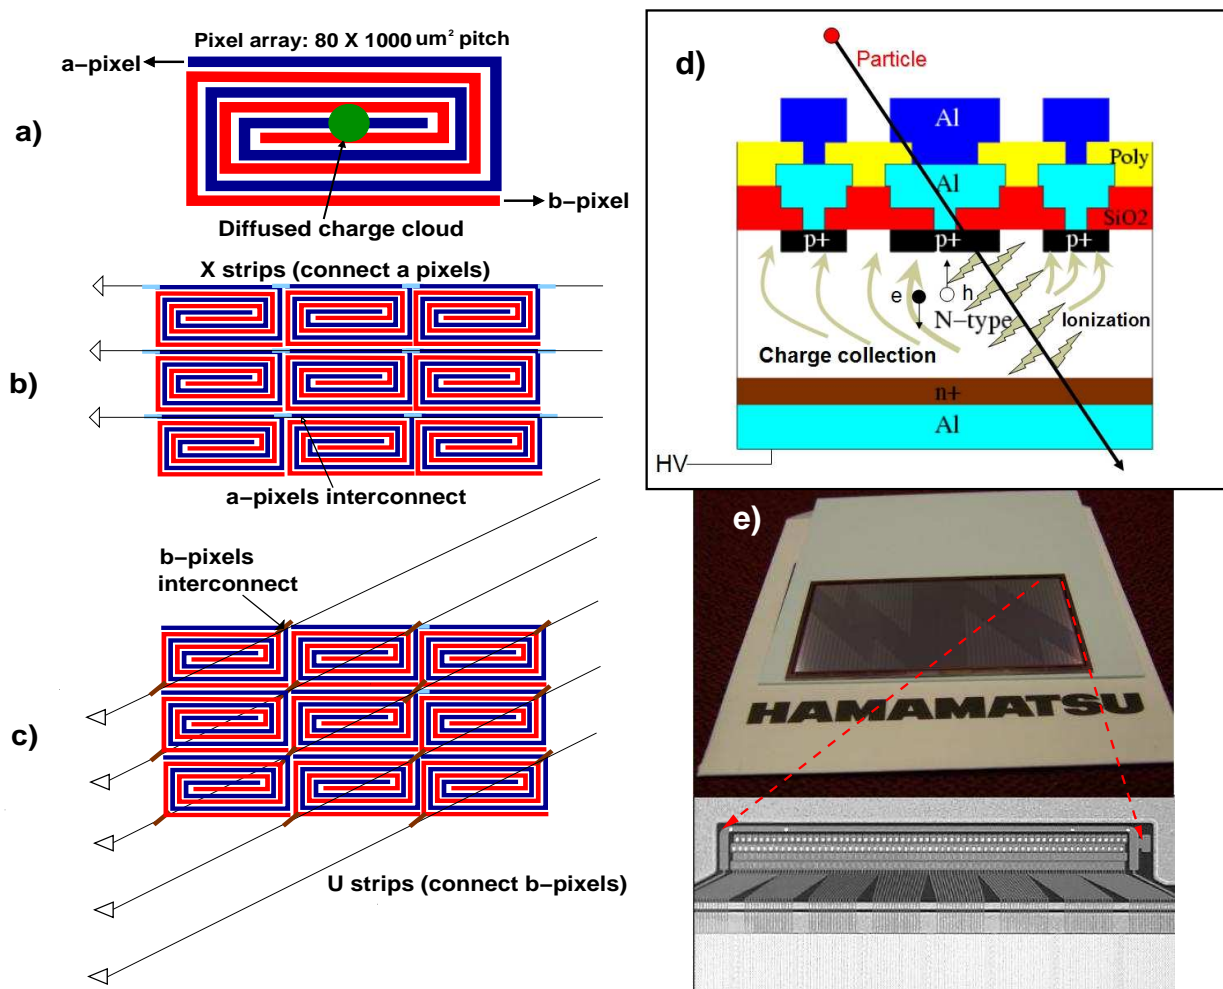 Pixel array: 80 X 1000 um² pitch
a–pixel
a)
b–pixel
Diffused charge cloud
X strips (connect a pixels)
b)
a–pixels interconnect
b–pixels
interconnect
c)
U strips (connect b–pixels)
d)
Particle
Al
Poly
Al
SiO2
p+
p+
p+
e
h
N–type
Ionization
Charge collection
n+
Al
HV
e)
HAMAMATSU